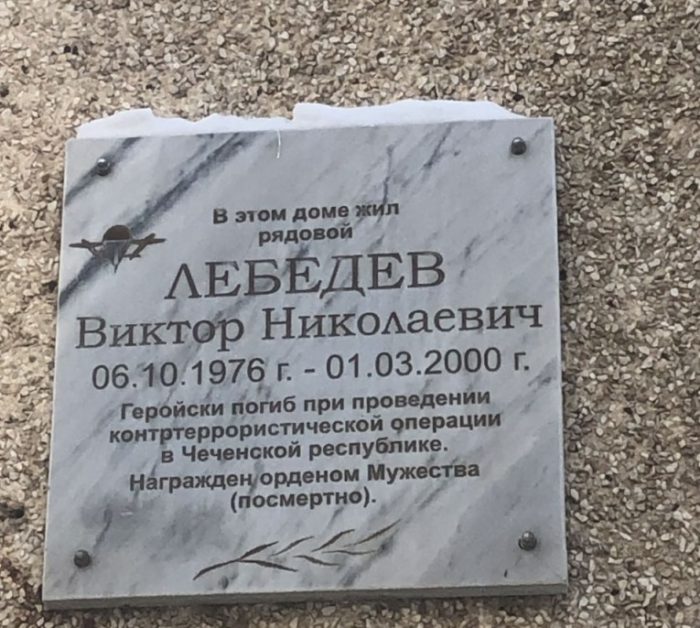 В этом доме жил
рядовой
ЛЕБЕДЕВ
Виктор Николаевич
06.10.1976 г. - 01.03.2000 г.
Геройски погиб при проведении
контртеррористической операции
в Чеченской республике.
Награжден орденом Мужества
(посмертно).